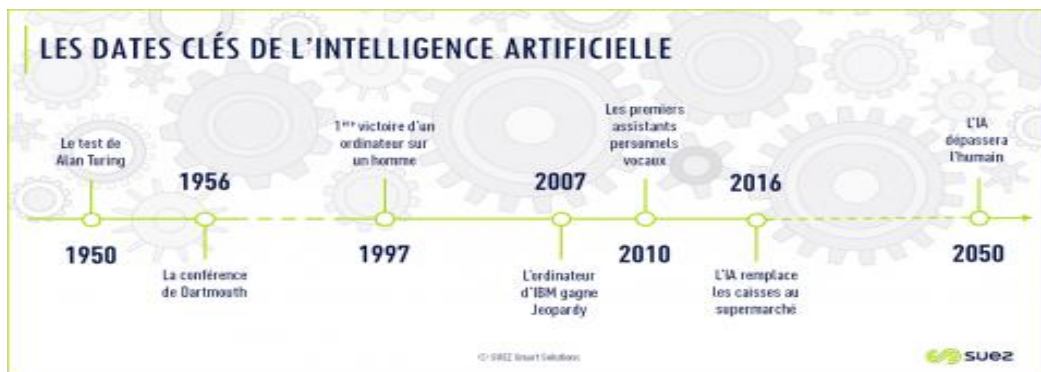 LES DATES CLÉS DE L'INTELLIGENCE ARTIFICIELLE
Le test de
Alan Turing
1950
1956
La conférence
de Dartmouth
1ère victoire d'un
ordinateur sur
un homme
1997
2007
L'ordinateur
d'IBM gagne
Jeopardy
Les premiers
assistants
personnels
vocaux
2010
2016
L'IA remplace
les caisses au
supermarché
L'IA
dépassera
l'humain
2050
© SUEZ Smart Solutions
suez